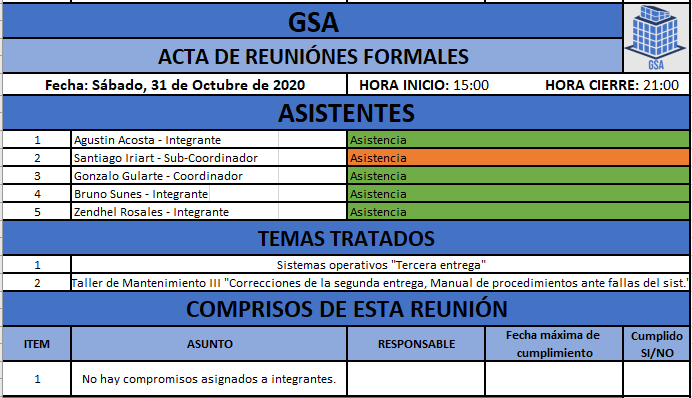 GSA
ACTA DE REUNIÓNES FORMALES
GSA
Fecha: Sábado, 31 de Octubre de 2020 HORA INICIO: 15:00 HORA CIERRE: 21:00
ASISTENTES
1 Agustin Acosta - Integrante Asistencia
2 Santiago Iriart - Sub-Coordinador Asistencia
3 Gonzalo Gularte - Coordinador Asistencia
4 Bruno Sunes - Integrante Asistencia
5 Zendhel Rosales - Integrante Asistencia
TEMAS TRATADOS
1 Sistemas operativos "Tercera entrega"
2 Taller de Mantenimiento III "Correcciones de la segunda entrega, Manual de procedimientos ante fallas del sist."
COMPRISOS DE ESTA REUNIÓN
ITEM ASUNTO RESPONSABLE Fecha máxima de cumplimiento Cumplido SI/NO
1 No hay compromisos asignados a integrantes.